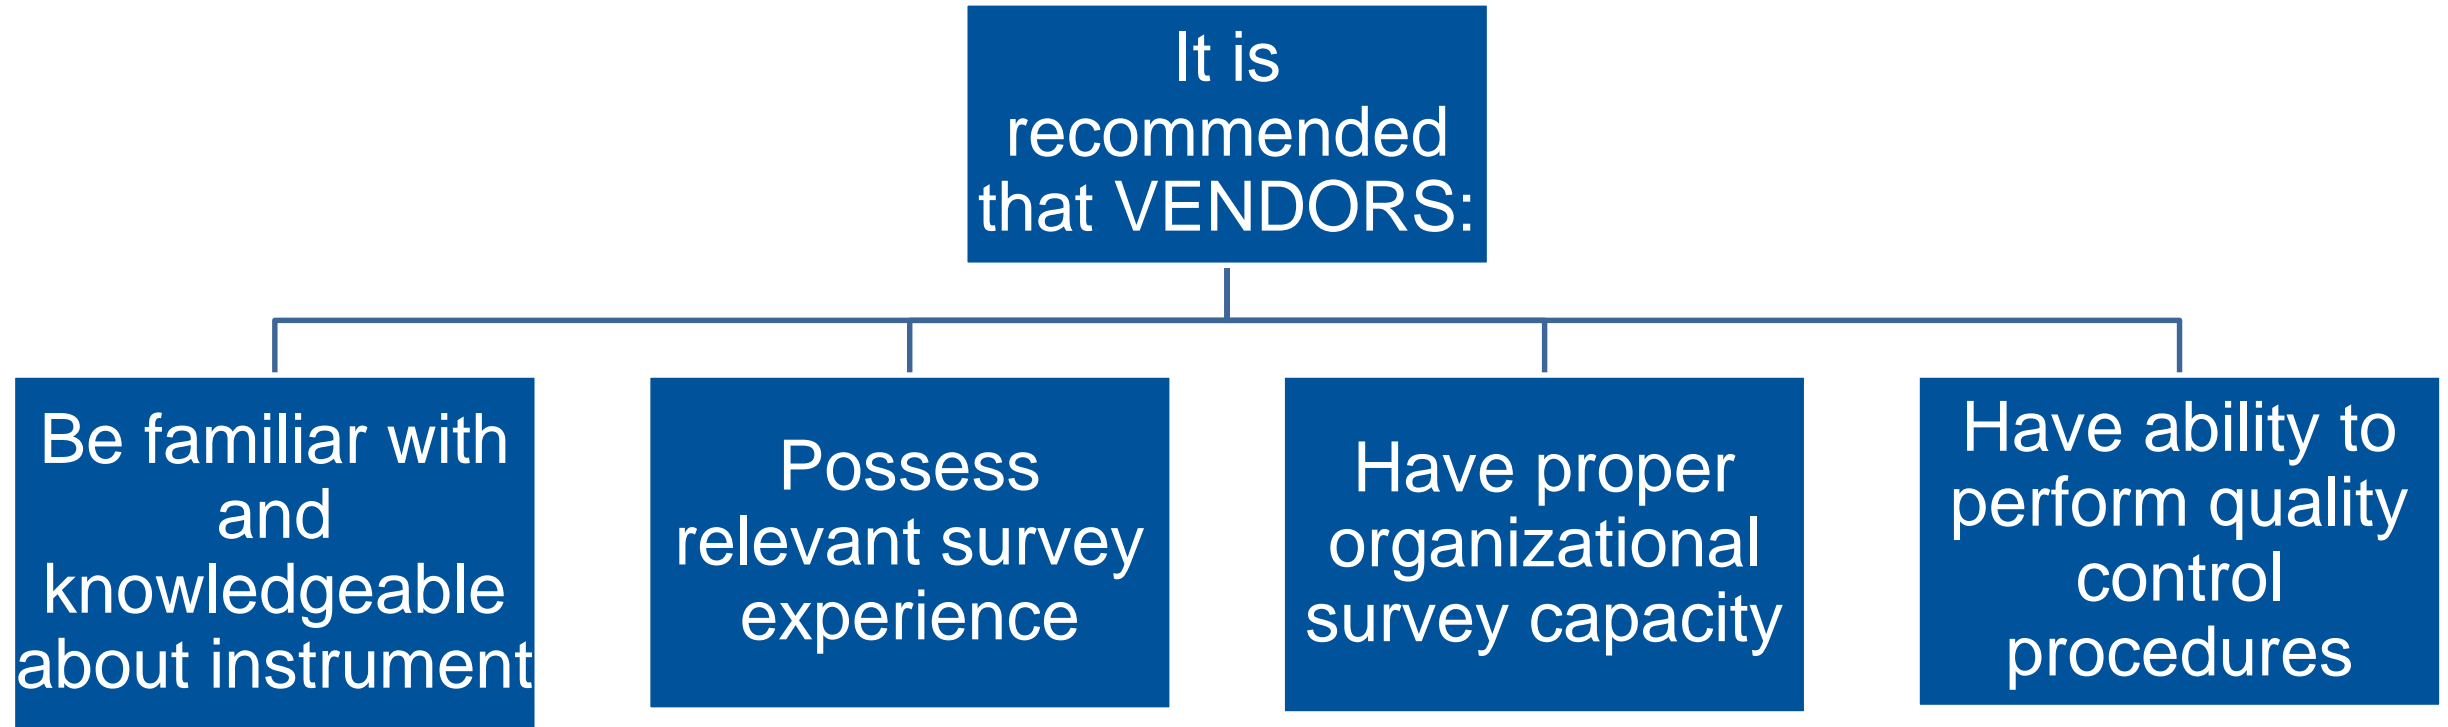 It is
recommended
that VENDORS:
Be familiar with
and
knowledgeable
about instrument
Possess
relevant survey
experience
Have proper
organizational
survey capacity
Have ability to
perform quality
control
procedures